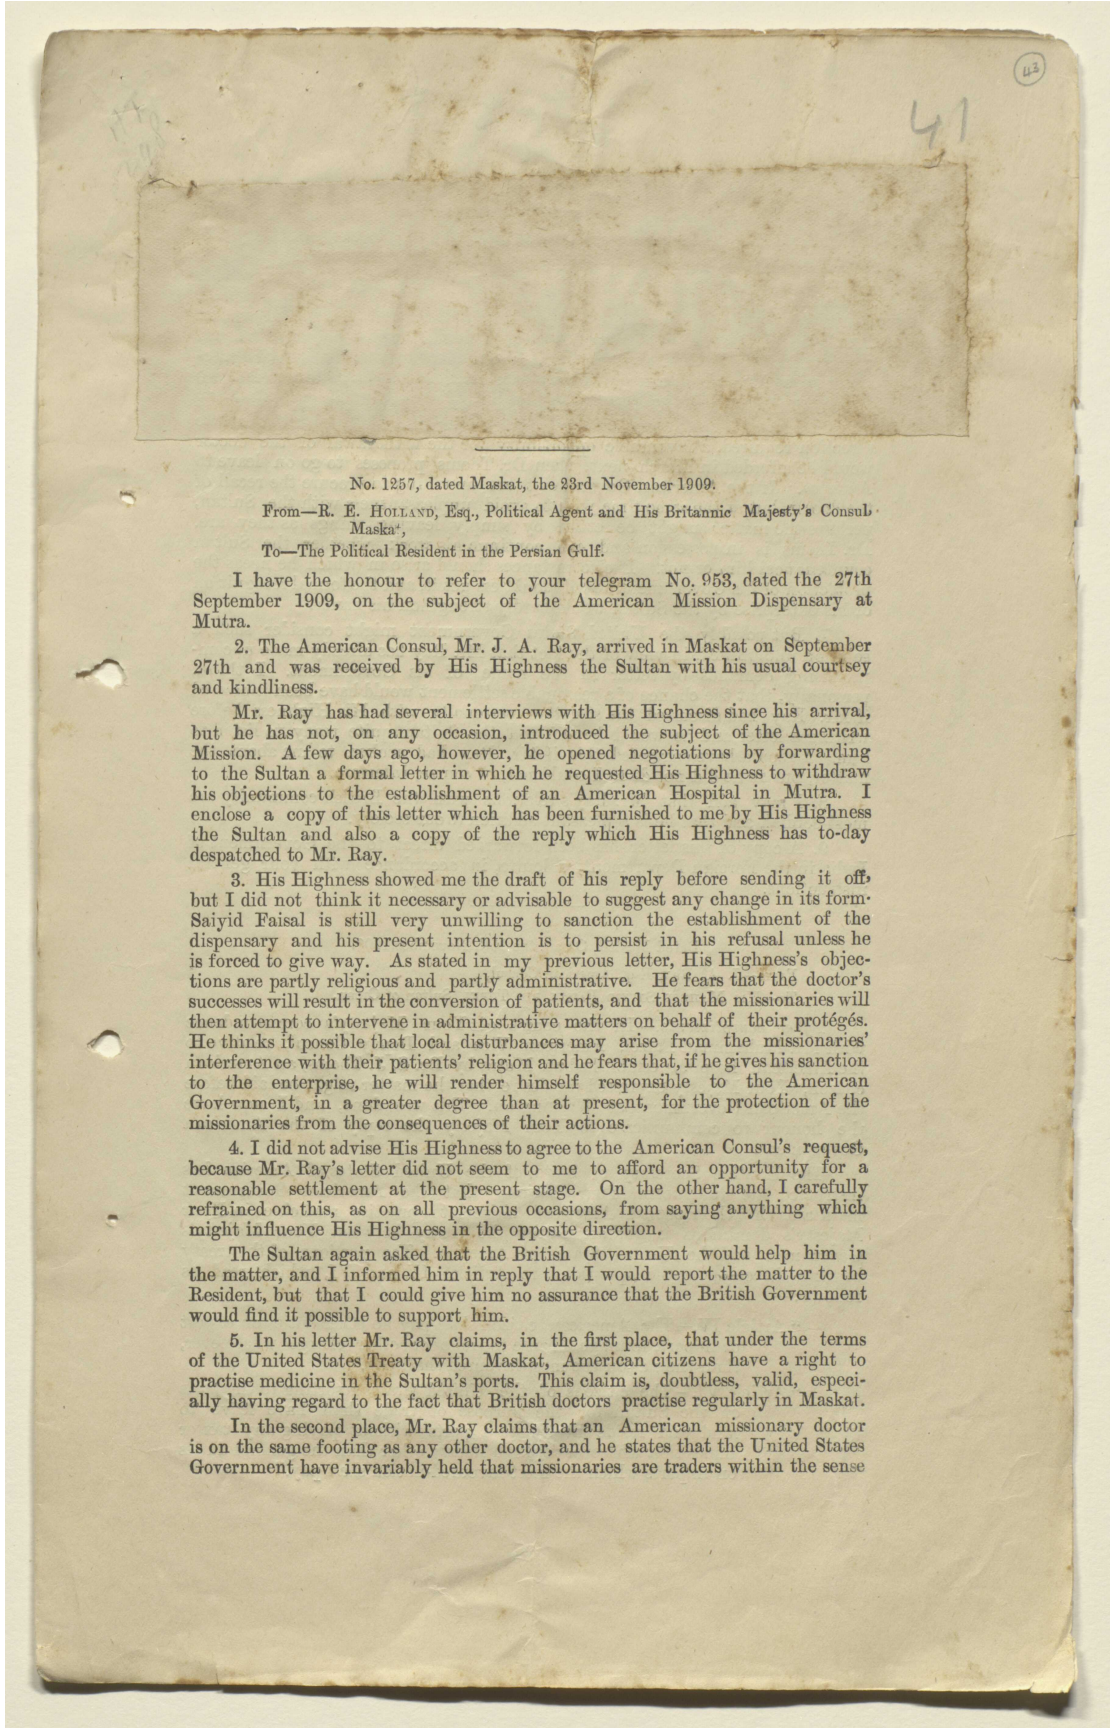 43
41
No. 1257, dated Maskat, the 23rd November 1909.
From—R. E. HOLLAND, Esq., Political Agent and His Britannic Majesty's Consul
Maskat,
To—The Political Resident in the Persian Gulf.
I have the honour to refer to your telegram No. 953, dated the 27th
September 1909, on the subject of the American Mission Dispensary at
Mutra.
2. The American Consul, Mr. J. A. Ray, arrived in Maskat on September
27th and was received by His Highness the Sultan with his usual courtsey
and kindliness.
Mr. Ray has had several interviews with His Highness since his arrival,
but he has not, on any occasion, introduced the subject of the American
Mission. A few days ago, however, he opened negotiations by forwarding
to the Sultan a formal letter in which he requested His Highness to withdraw
his objections to the establishment of an American Hospital in Mutra. I
enclose a copy of this letter which has been furnished to me by His Highness
the Sultan and also a copy of the reply which His Highness has to-day
despatched to Mr. Ray.
3. His Highness showed me the draft of his reply before sending it off,
but I did not think it necessary or advisable to suggest any change in its form.
Saiyid Faisal is still very unwilling to sanction the establishment of the
dispensary and his present intention is to persist in his refusal unless he
is forced to give way. As stated in my previous letter, His Highness's objec-
tions are partly religious and partly administrative. He fears that the doctor's
successes will result in the conversion of patients, and that the missionaries will
then attempt to intervene in administrative matters on behalf of their protégés.
He thinks it possible that local disturbances may arise from the missionaries'
interference with their patients' religion and he fears that, if he gives his sanction
to the enterprise, he will render himself responsible to the American
Government, in a greater degree than at present, for the protection of the
missionaries from the consequences of their actions.
4. I did not advise His Highness to agree to the American Consul's request,
because Mr. Ray's letter did not seem to me to afford an opportunity for a
reasonable settlement at the present stage. On the other hand, I carefully
refrained on this, as on all previous occasions, from saying anything which
might influence His Highness in the opposite direction.
The Sultan again asked that the British Government would help him in
the matter, and I informed him in reply that I would report the matter to the
Resident, but that I could give him no assurance that the British Government
would find it possible to support him.
5. In his letter Mr. Ray claims, in the first place, that under the terms
of the United States Treaty with Maskat, American citizens have a right to
practise medicine in the Sultan's ports. This claim is, doubtless, valid, especi-
ally having regard to the fact that British doctors practise regularly in Maskat.
In the second place, Mr. Ray claims that an American missionary doctor
is on the same footing as any other doctor, and he states that the United States
Government have invariably held that missionaries are traders within the sense